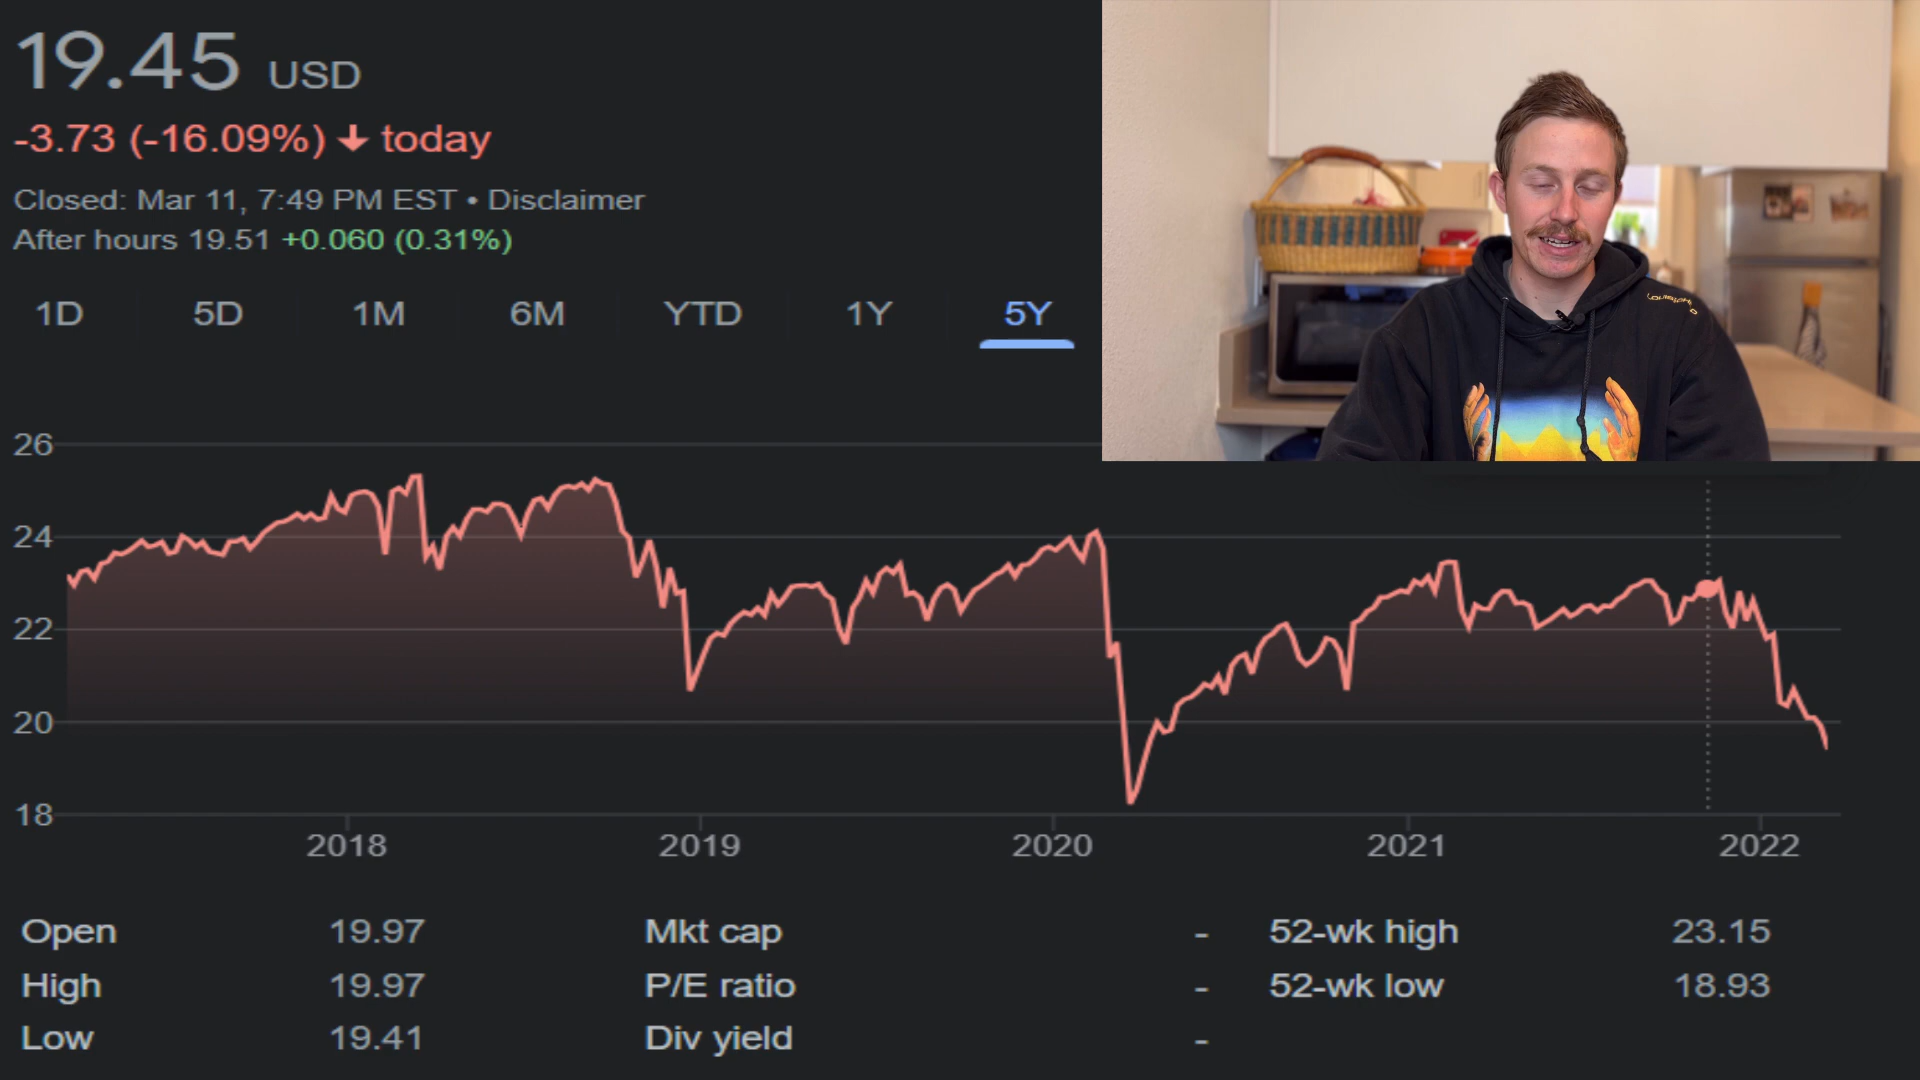 19.45 USD
-3.73 (-16.09%) ↓ today
Closed: Mar 11, 7:49 PM EST • Disclaimer
After hours 19.51 +0.060 (0.31%)
1D 5D 1M 6M YTD 1Y 5Y
26
24
22
20
18
2018 2019 2020 2021 2022
Open 19.97 Mkt cap - 52-wk high 23.15
High 19.97 P/E ratio - 52-wk low 18.93
Low 19.41 Div yield -